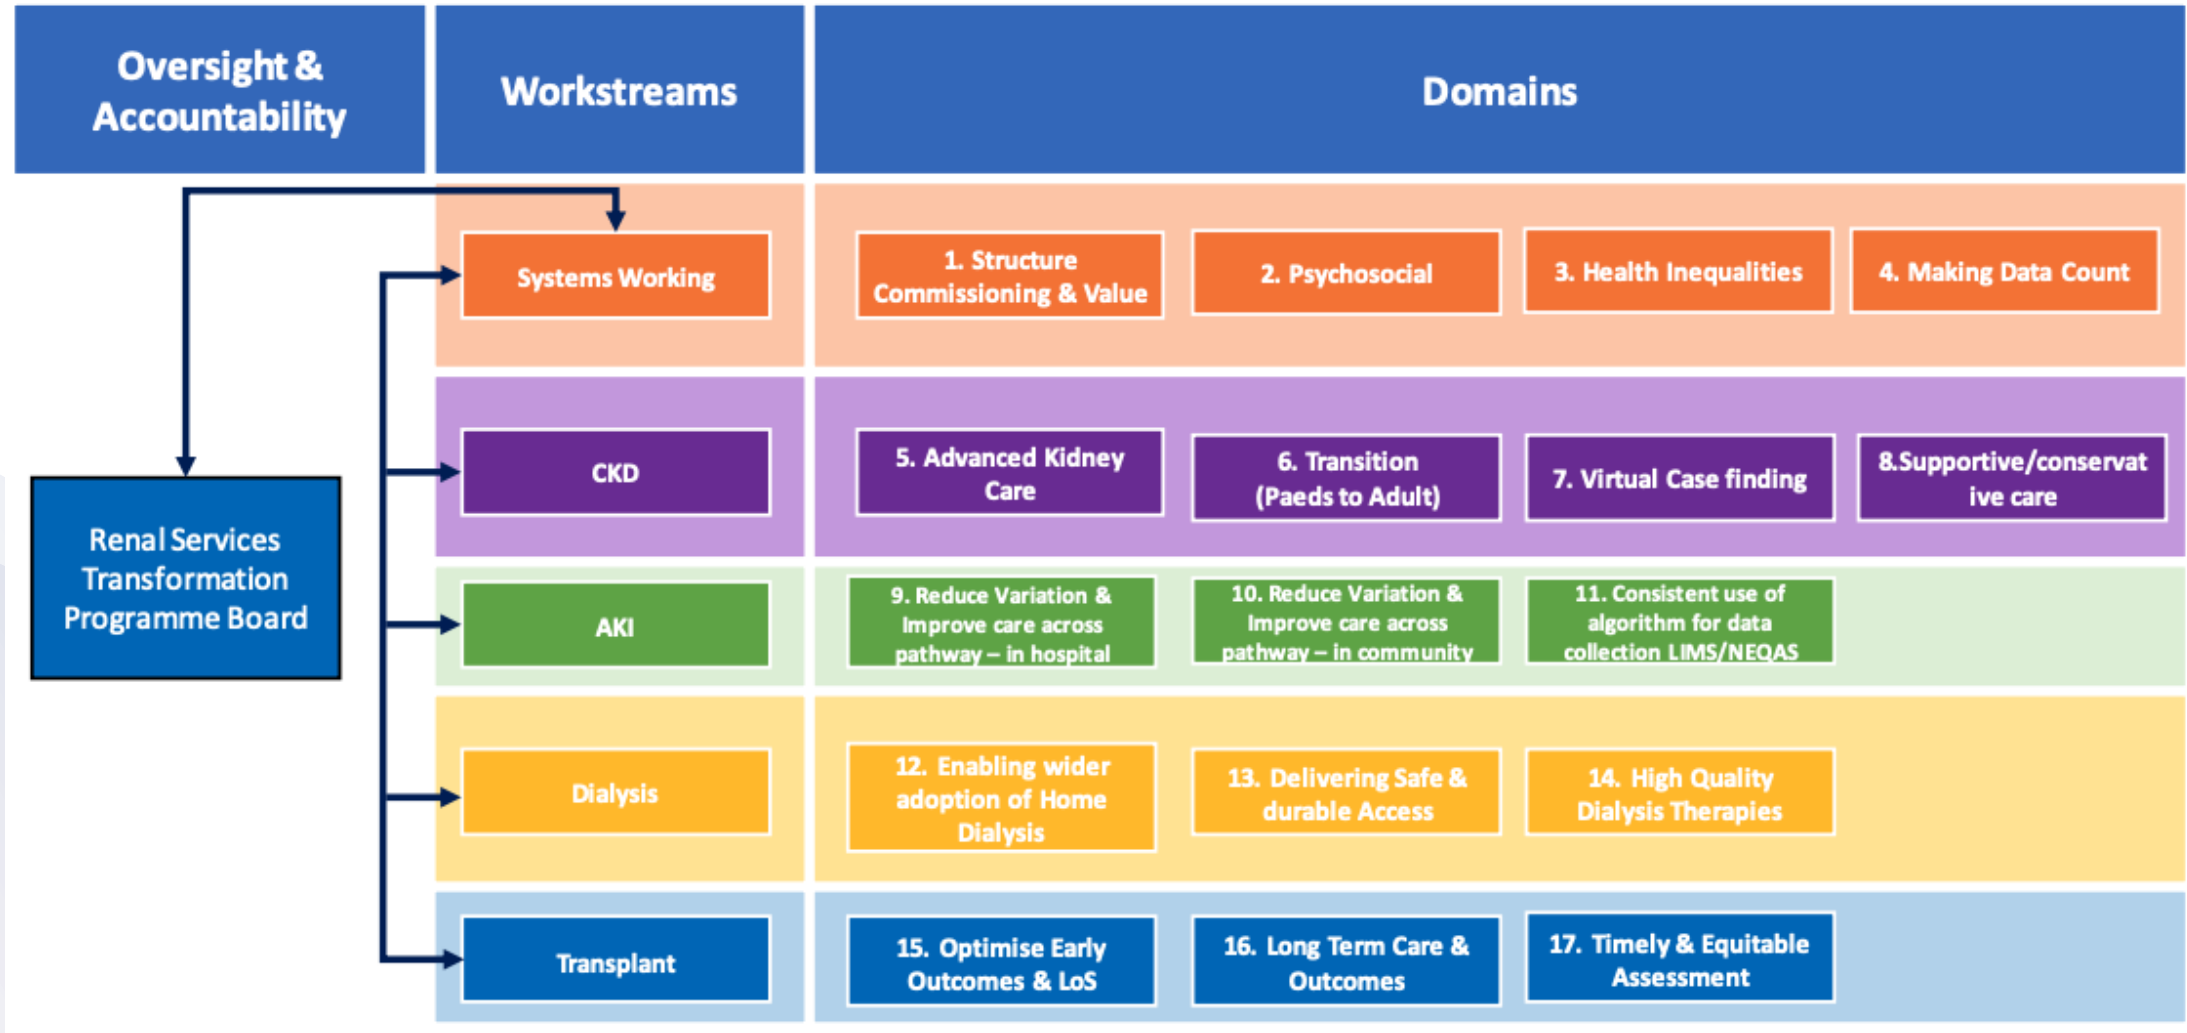 Oversight &
Accountability
Workstreams
Domains
Renal Services
Transformation
Programme Board
Systems Working
1. Structure
Commissioning & Value
2. Psychosocial
3. Health Inequalities
4. Making Data Count
CKD
5. Advanced Kidney
Care
6. Transition
(Paeds to Adult)
7. Virtual Case finding
8.Supportive/conservat
ive care
AKI
9. Reduce Variation &
Improve care across
pathway – in hospital
10. Reduce Variation &
Improve care across
pathway – in community
11. Consistent use of
algorithm for data
collection LIMS/NEQAS
Dialysis
12. Enabling wider
adoption of Home
Dialysis
13. Delivering Safe &
durable Access
14. High Quality
Dialysis Therapies
Transplant
15. Optimise Early
Outcomes & LoS
16. Long Term Care &
Outcomes
17. Timely & Equitable
Assessment